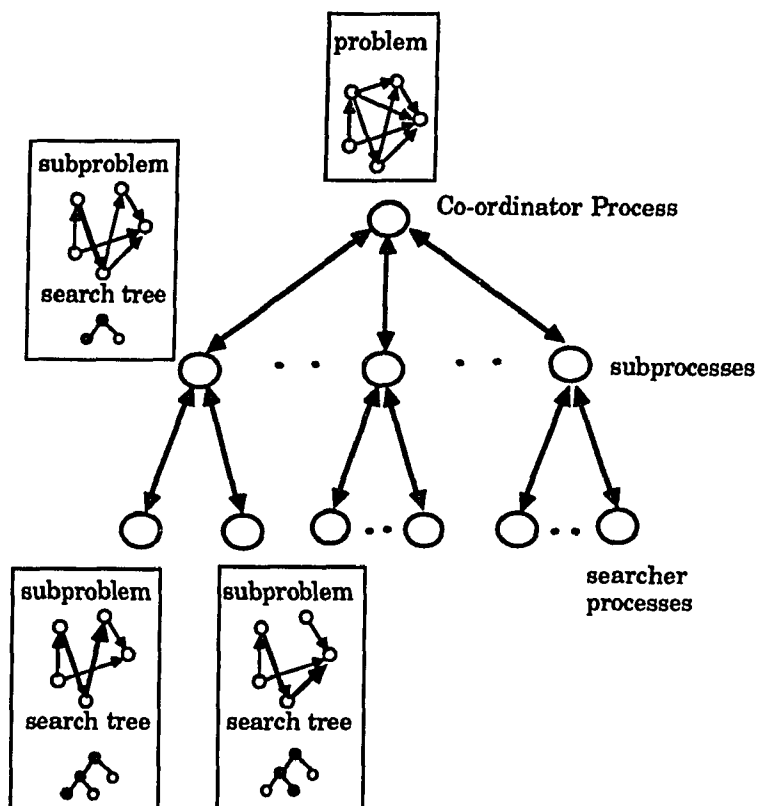 problem
Co-ordinator Process
subproblem
search tree
subprocesses
searcher
processes
subproblem
search tree
subproblem
search tree